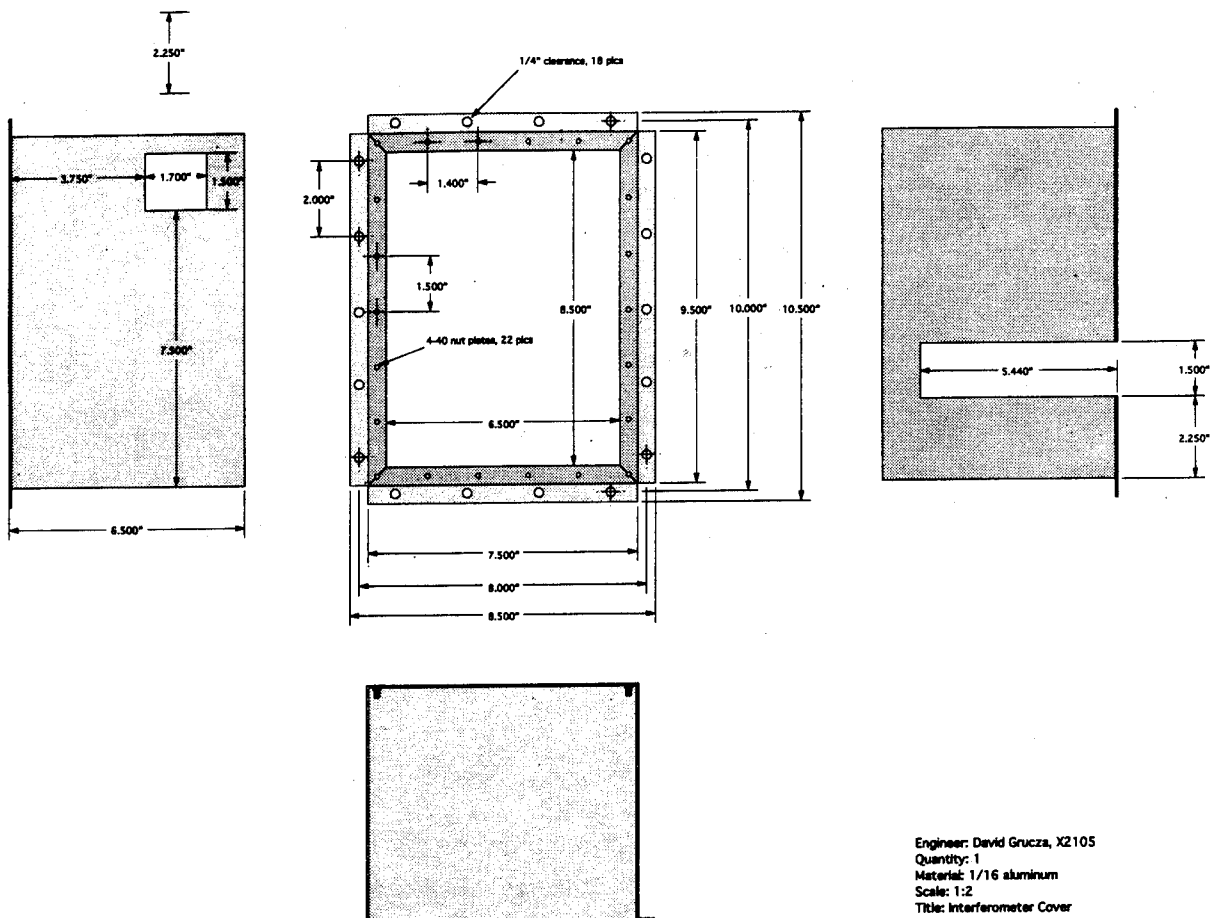 2.250"
1/4" clearance, 18 plcs
3.750"
1.700"
1.500"
7.500"
6.500"
2.000"
1.400"
1.500"
4-40 nut plates, 22 plcs
8.500"
9.500"
10.000"
10.500"
6.500"
7.500"
8.000"
8.500"
5.440"
1.500"
2.250"
Engineer: David Grucza, X2105
Quantity: 1
Material: 1/16 aluminum
Scale: 1:2
Title: Interferometer Cover